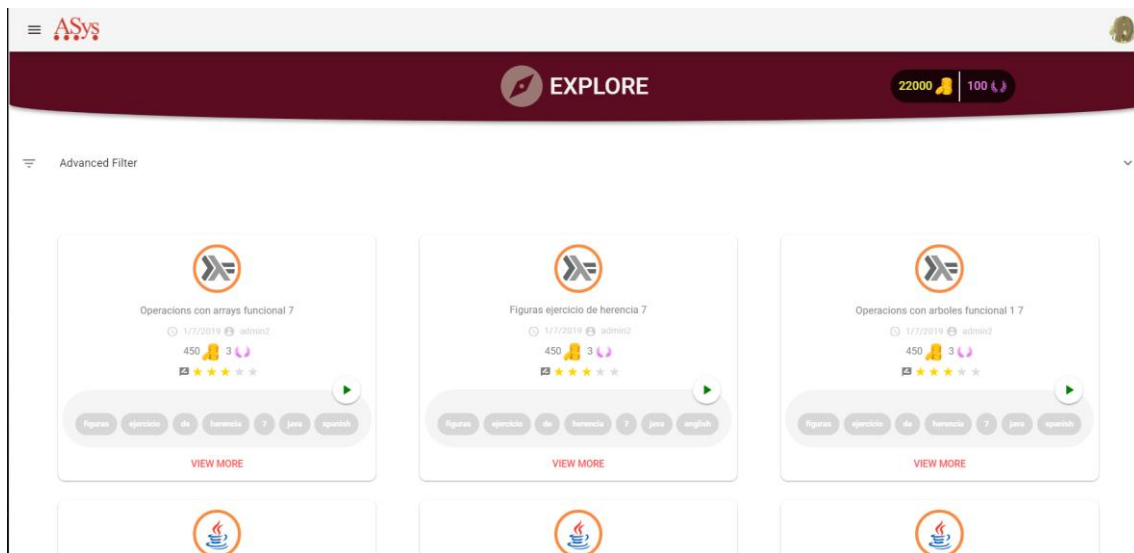 ASys
EXPLORE
22000 100
Advanced Filter
Operacions con arrays funcional 7
1/7/2019 admin2
450 3
figuras ejercicio de herencia 7 java spanish
VIEW MORE
Figuras ejercicio de herencia 7
1/7/2019 admin2
450 3
figuras ejercicio de herencia 7 java english
VIEW MORE
Operacions con arboles funcional 1 7
1/7/2019 admin2
450 3
figuras ejercicio de herencia 7 java spanish
VIEW MORE